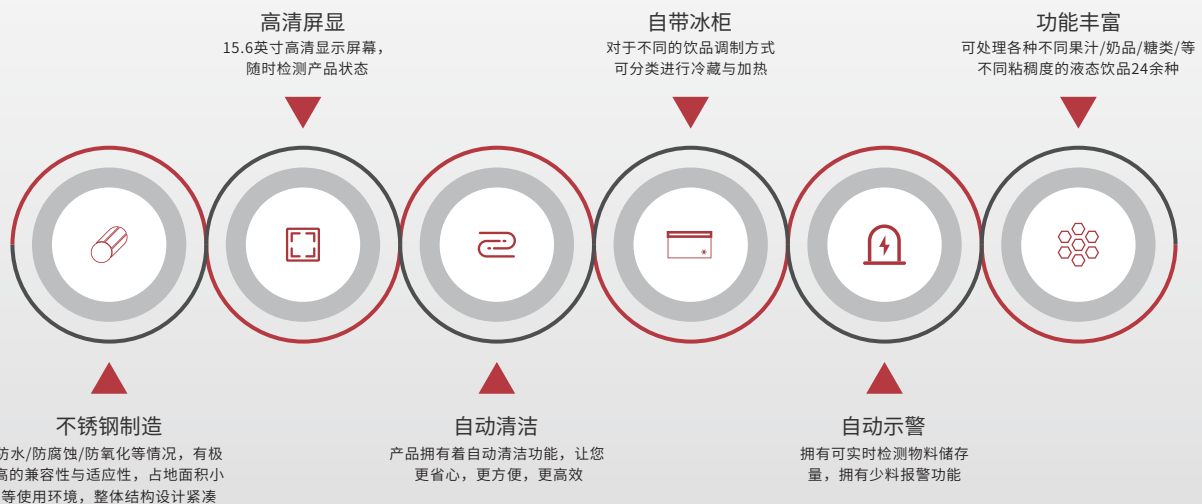 高清屏显
15.6英寸高清显示屏幕，
随时检测产品状态
自带冰柜
对于不同的饮品调制方式
可分类进行冷藏与加热
功能丰富
可处理各种不同果汁/奶品/糖类/等
不同粘稠度的液态饮品24余种
不锈钢制造
防水/防腐蚀/防氧化等情况，有极
高的兼容性与适应性，占地面积小
等使用环境，整体结构设计紧凑
自动清洁
产品拥有着自动清洁功能，让您
更省心，更方便，更高效
自动示警
拥有可实时检测物料储存
量，拥有少料报警功能